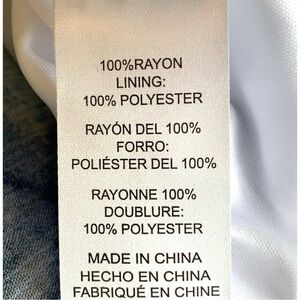 100%RAYON
LINING:
100% POLYESTER
RAYÓN DEL 100%
FORRO:
POLIÉSTER DEL 100%
RAYONNE 100%
DOUBLURE:
100% POLYESTER
MADE IN CHINA
HECHO EN CHINA
FABRIQUÉ EN CHINE